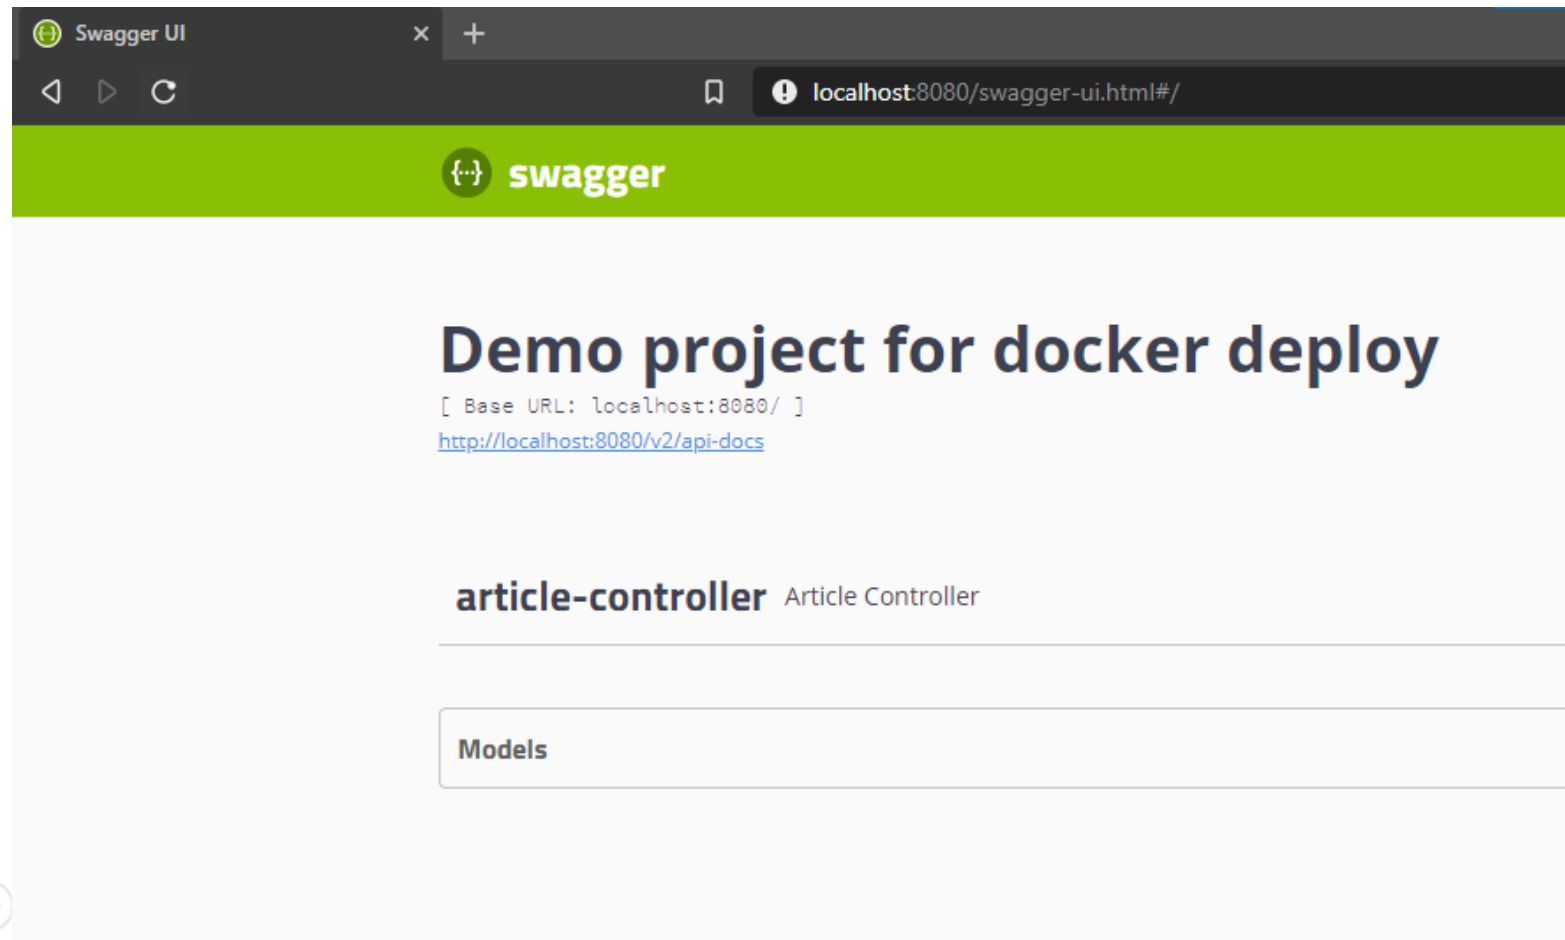 Swagger UI
localhost:8080/swagger-ui.html#/
{...} swagger
Demo project for docker deploy
[ Base URL: localhost:8080/ ]
http://localhost:8080/v2/api-docs
article-controller Article Controller
Models